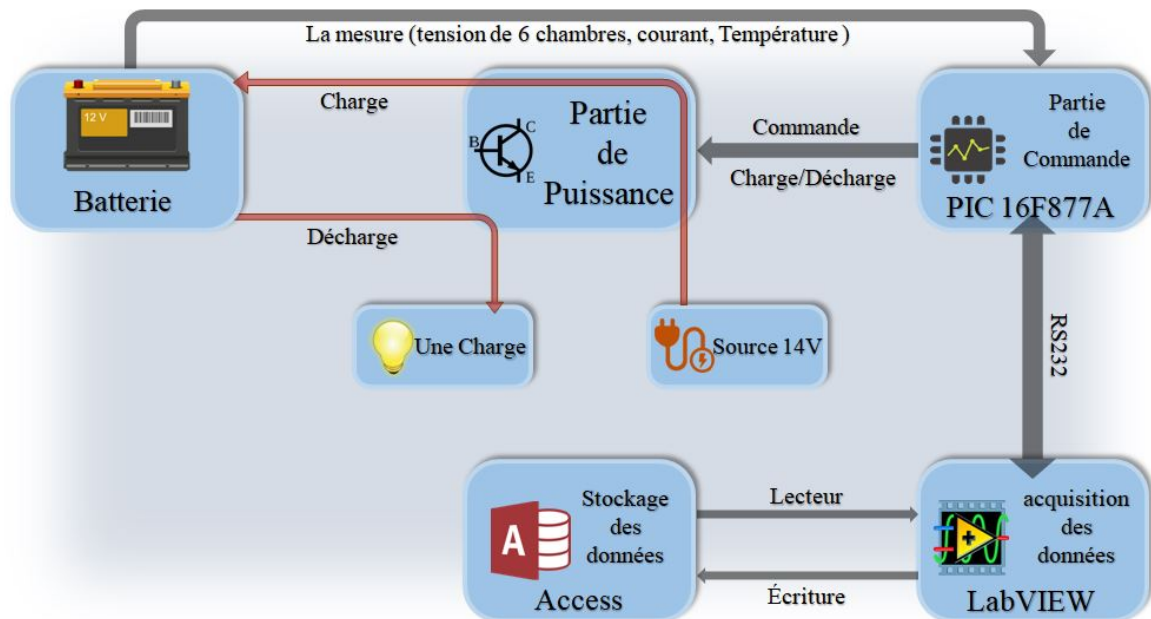 La mesure (tension de 6 chambres, courant, Température )
12 V
Batterie
Charge
Décharge
B
C
E
Partie
de
Puissance
Commande
Charge/Décharge
Partie
de
Commande
PIC 16F877A
Une Charge
Source 14V
RS232
A
Stockage
des
données
Access
Lecteur
Écriture
acquisition
des
données
LabVIEW